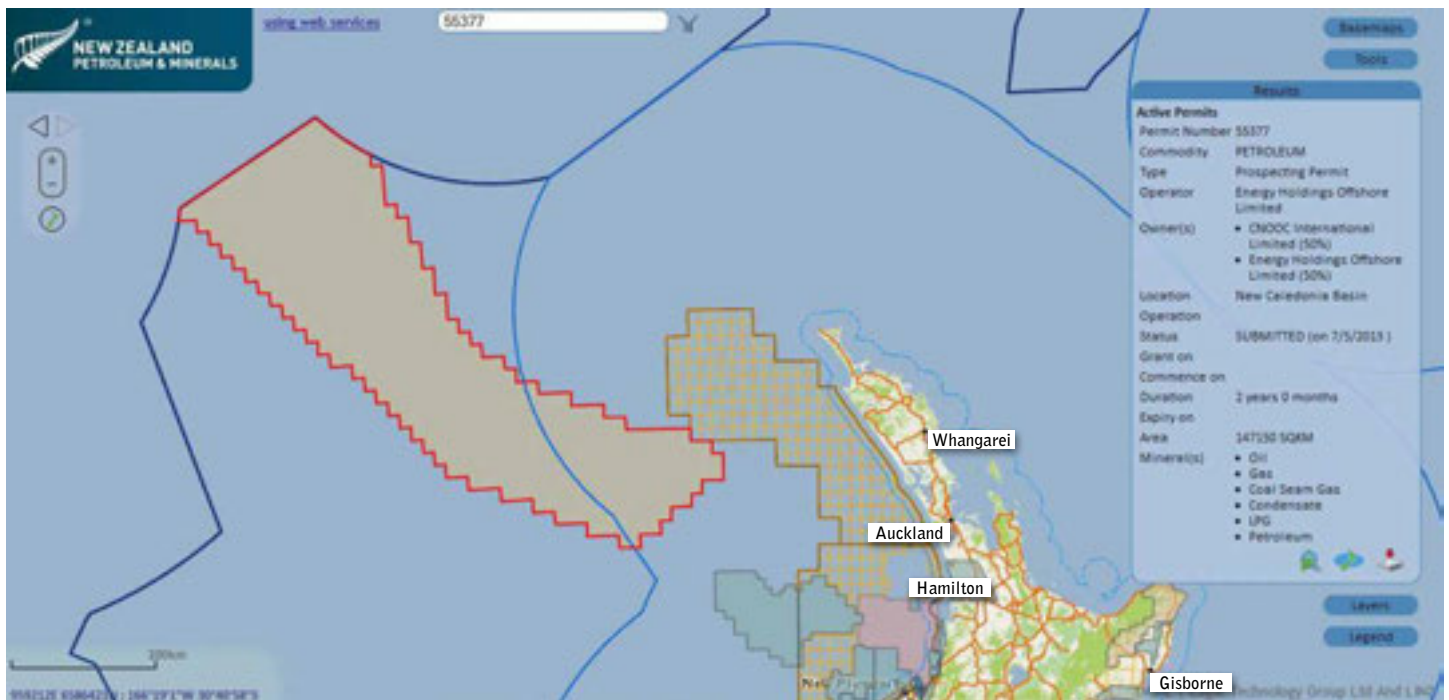 NEW ZEALAND
PETROLEUM & MINERALS
using web services
55377
Basemaps
Tools
Results
Active Permits
Permit Number 55377
Commodity PETROLEUM
Type Prospecting Permit
Operator Energy Holdings Offshore
Limited
Owner(s) • CNOOC International
Limited (50%)
• Energy Holdings Offshore
Limited (50%)
Location New Caledonia Basin
Operation
Status SUBMITTED (on 7/5/2013 )
Grant on
Commence on
Duration 2 years 0 months
Expiry on
Area 147150 SQKM
Mineral(s) • Oil
• Gas
• Coal Seam Gas
• Condensate
• LPG
• Petroleum
Whangarei
Auckland
Hamilton
Layers
Legend
200km
Gisborne
Technology Group Ltd And